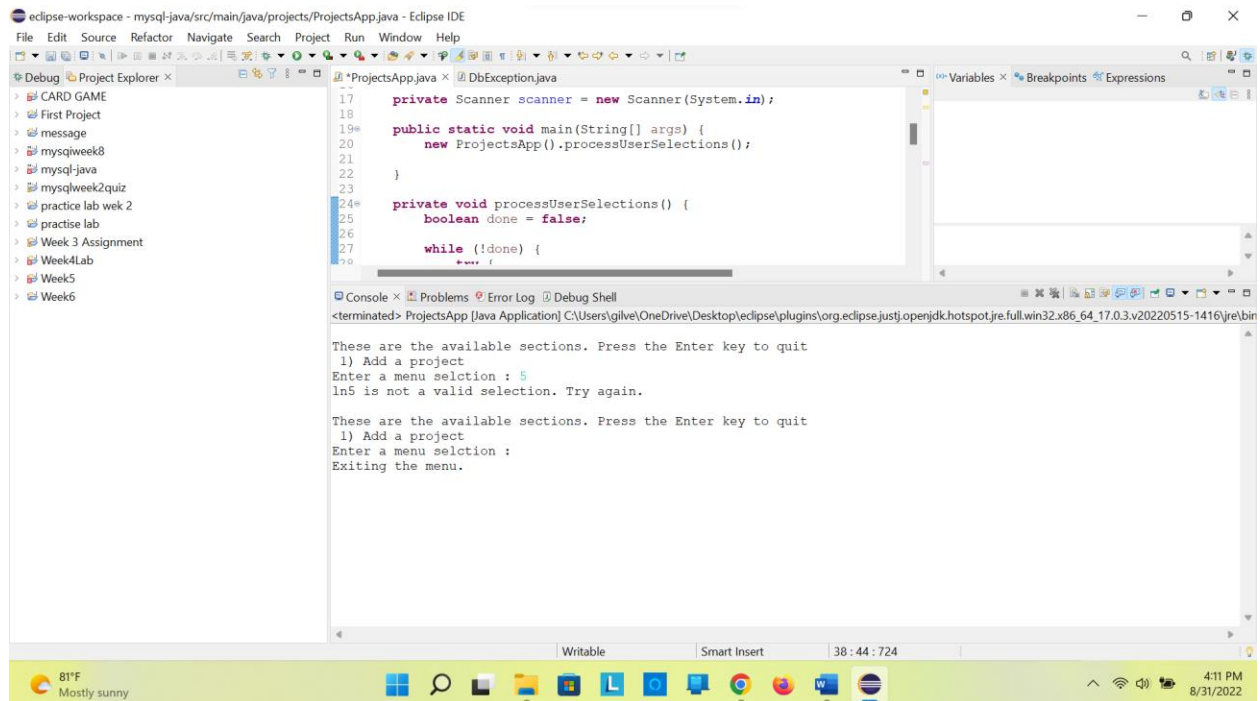 eclipse-workspace - mysql-java/src/main/java/projects/ProjectsApp.java - Eclipse IDE
File Edit Source Refactor Navigate Search Project Run Window Help
Debug Project Explorer ×
CARD GAME
First Project
message
mysqiweek8
mysql-java
mysqlweek2quiz
practice lab wek 2
practise lab
Week 3 Assignment
Week4Lab
Week5
Week6
*ProjectsApp.java × DbException.java
17 private Scanner scanner = new Scanner(System.in);
18
19 public static void main(String[] args) {
20 new ProjectsApp().processUserSelections();
21
22 }
23
24 private void processUserSelections() {
25 boolean done = false;
26
27 while (!done) {
28 try {
Variables × Breakpoints Expressions
Console × Problems Error Log Debug Shell
<terminated> ProjectsApp [Java Application] C:\Users\gilve\OneDrive\Desktop\eclipse\plugins\org.eclipse.justj.openjdk.hotspot.jre.full.win32.x86_64_17.0.3.v20220515-1416\jre\bin
These are the available sections. Press the Enter key to quit
1) Add a project
Enter a menu selction : 5
ln5 is not a valid selection. Try again.
These are the available sections. Press the Enter key to quit
1) Add a project
Enter a menu selction :
Exiting the menu.
Writable Smart Insert 38 : 44 : 724
81°F
Mostly sunny
4:11 PM
8/31/2022